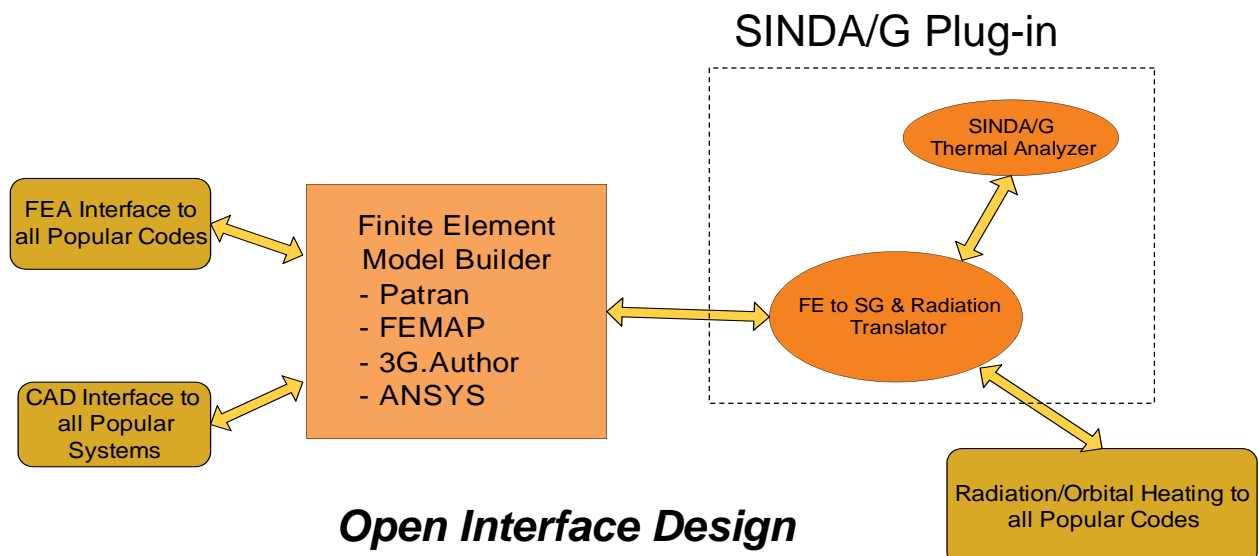 SINDA/G Plug-in
SINDA/G
Thermal Analyzer
FEA Interface to
all Popular Codes
Finite Element
Model Builder
- Patran
- FEMAP
- 3G.Author
- ANSYS
FE to SG & Radiation
Translator
CAD Interface to
all Popular
Systems
Radiation/Orbital Heating to
all Popular Codes
Open Interface Design